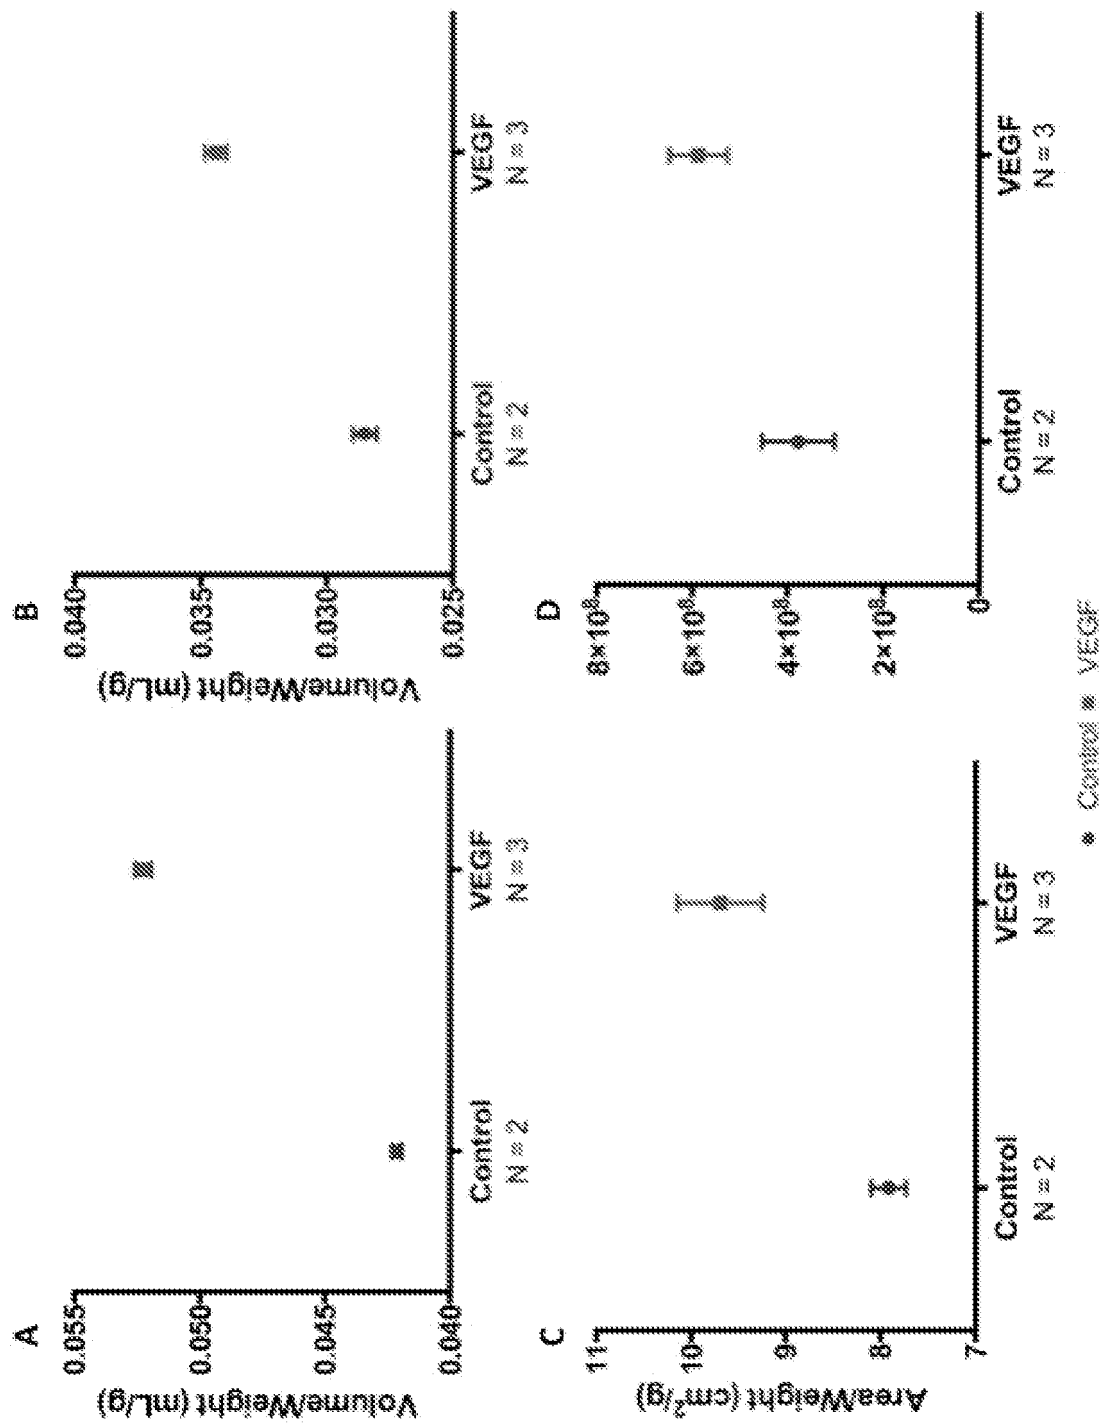 A
Volume/Weight (mL/g)
0.055
0.050
0.045
0.040
Control
N = 2
VEGF
N = 3
B
Volume/Weight (mL/g)
0.040
0.035
0.030
0.025
Control
N = 2
VEGF
N = 3
C
Area/Weight (cm²/g)
11
10
9
8
7
Control
N = 2
VEGF
N = 3
D
8×10⁸
6×10⁸
4×10⁸
2×10⁸
0
Control
N = 2
VEGF
N = 3
● Control ■ VEGF